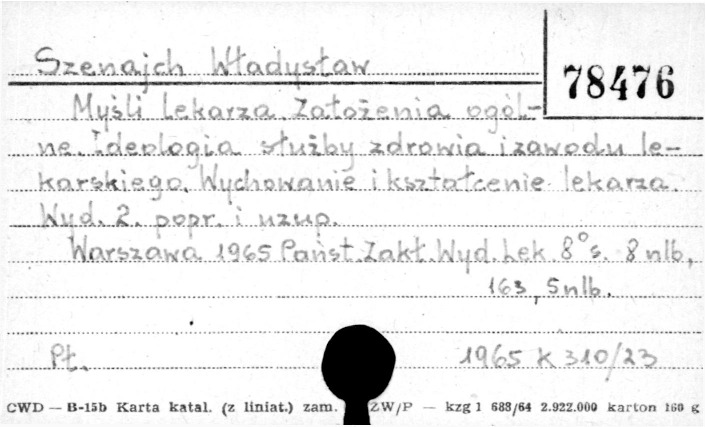 Szenajch Władysław
78476
Myśli lekarza. Założenia ogól-
ne. Ideologia służby zdrowia i zawodu le-
karskiego. Wychowanie i kształcenie lekarza.
Wyd. 2. popr. i uzup.
Warszawa 1965 Państ. Zakł. Wyd. Lek. 8° s. 8 nlb,
163, 5 nlb.
Pł. 1965 K 310/23
CWD — B-15b Karta katal. (z liniat.) zam. ZW/P — kzg 1 688/64 2.922.000 karton 160 g